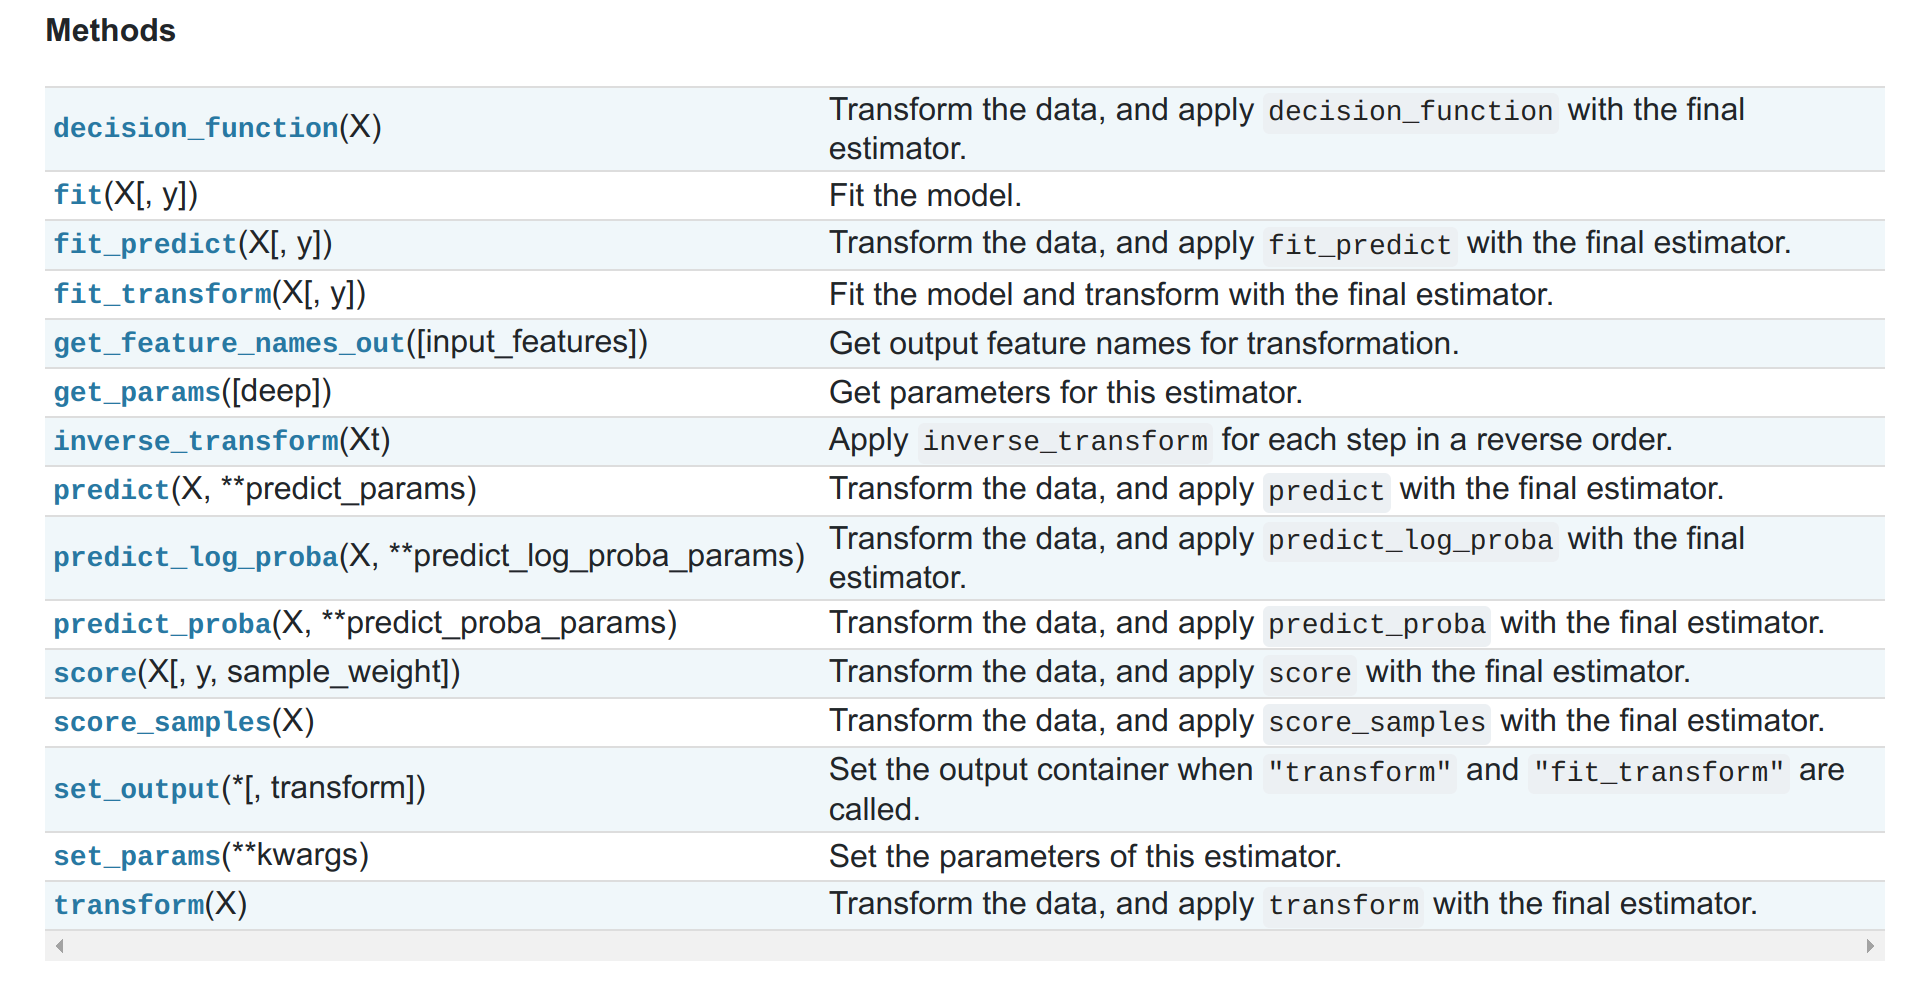 Methods
decision_function(X)
Transform the data, and apply decision_function with the final
estimator.
fit(X[, y])
Fit the model.
fit_predict(X[, y])
Transform the data, and apply fit_predict with the final estimator.
fit_transform(X[, y])
Fit the model and transform with the final estimator.
get_feature_names_out([input_features])
Get output feature names for transformation.
get_params([deep])
Get parameters for this estimator.
inverse_transform(Xt)
Apply inverse_transform for each step in a reverse order.
predict(X, **predict_params)
Transform the data, and apply predict with the final estimator.
predict_log_proba(X, **predict_log_proba_params)
Transform the data, and apply predict_log_proba with the final
estimator.
predict_proba(X, **predict_proba_params)
Transform the data, and apply predict_proba with the final estimator.
score(X[, y, sample_weight])
Transform the data, and apply score with the final estimator.
score_samples(X)
Transform the data, and apply score_samples with the final estimator.
set_output(*[, transform])
Set the output container when "transform" and "fit_transform" are
called.
set_params(**kwargs)
Set the parameters of this estimator.
transform(X)
Transform the data, and apply transform with the final estimator.